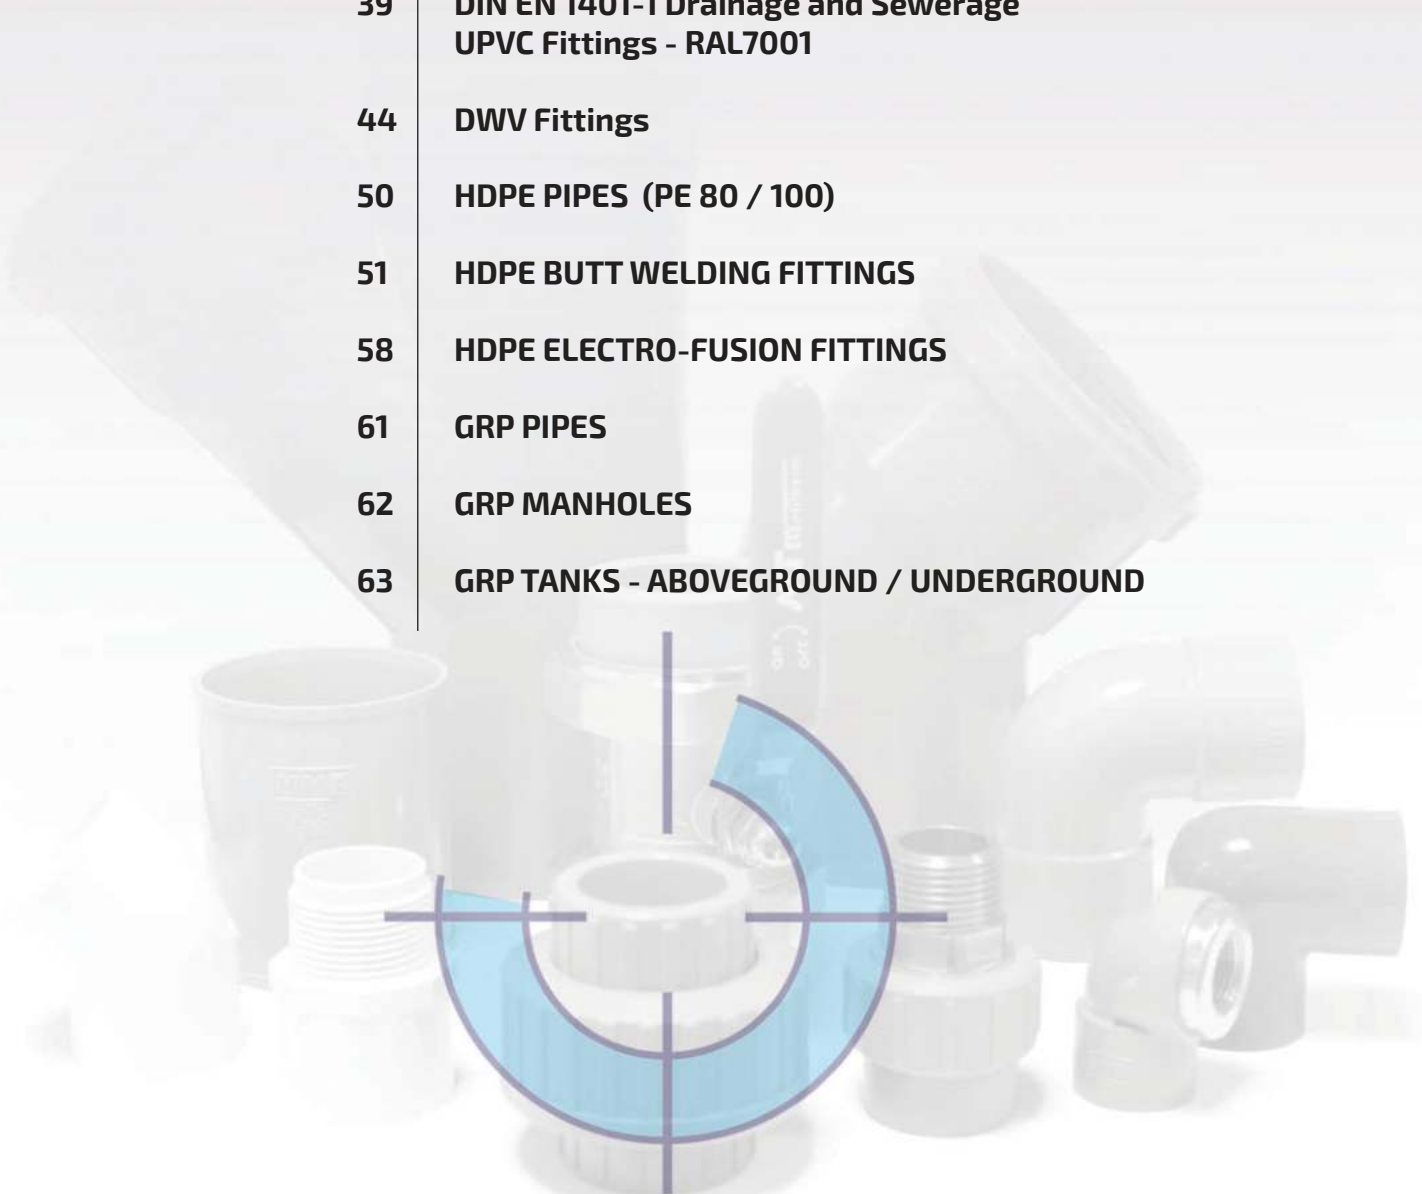 39 DIN EN 1401-1 Drainage and Sewerage
UPVC Fittings - RAL7001
44 DWV Fittings
50 HDPE PIPES (PE 80 / 100)
51 HDPE BUTT WELDING FITTINGS
58 HDPE ELECTRO-FUSION FITTINGS
61 GRP PIPES
62 GRP MANHOLES
63 GRP TANKS - ABOVEGROUND / UNDERGROUND